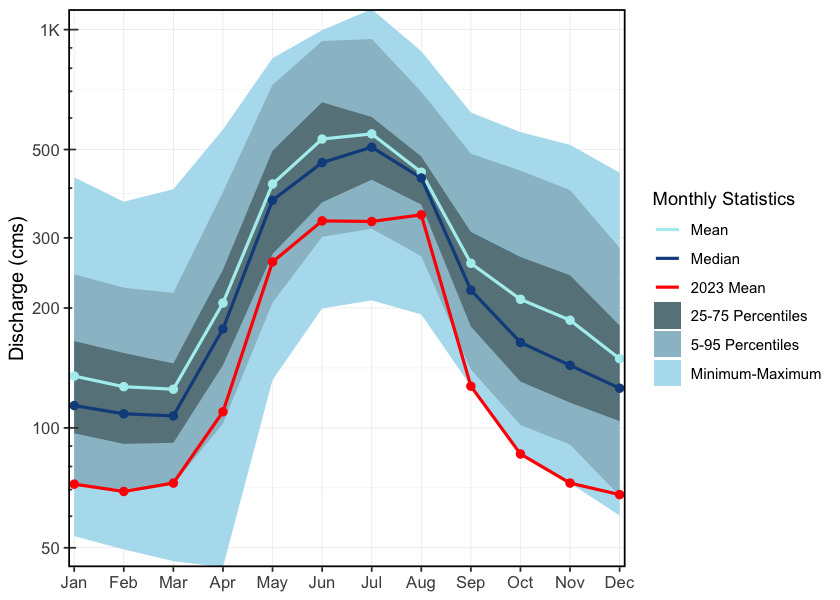 1K
500
300
200
100
50
Discharge (cms)
Jan Feb Mar Apr May Jun Jul Aug Sep Oct Nov Dec
Monthly Statistics
Mean
Median
2023 Mean
25-75 Percentiles
5-95 Percentiles
Minimum-Maximum